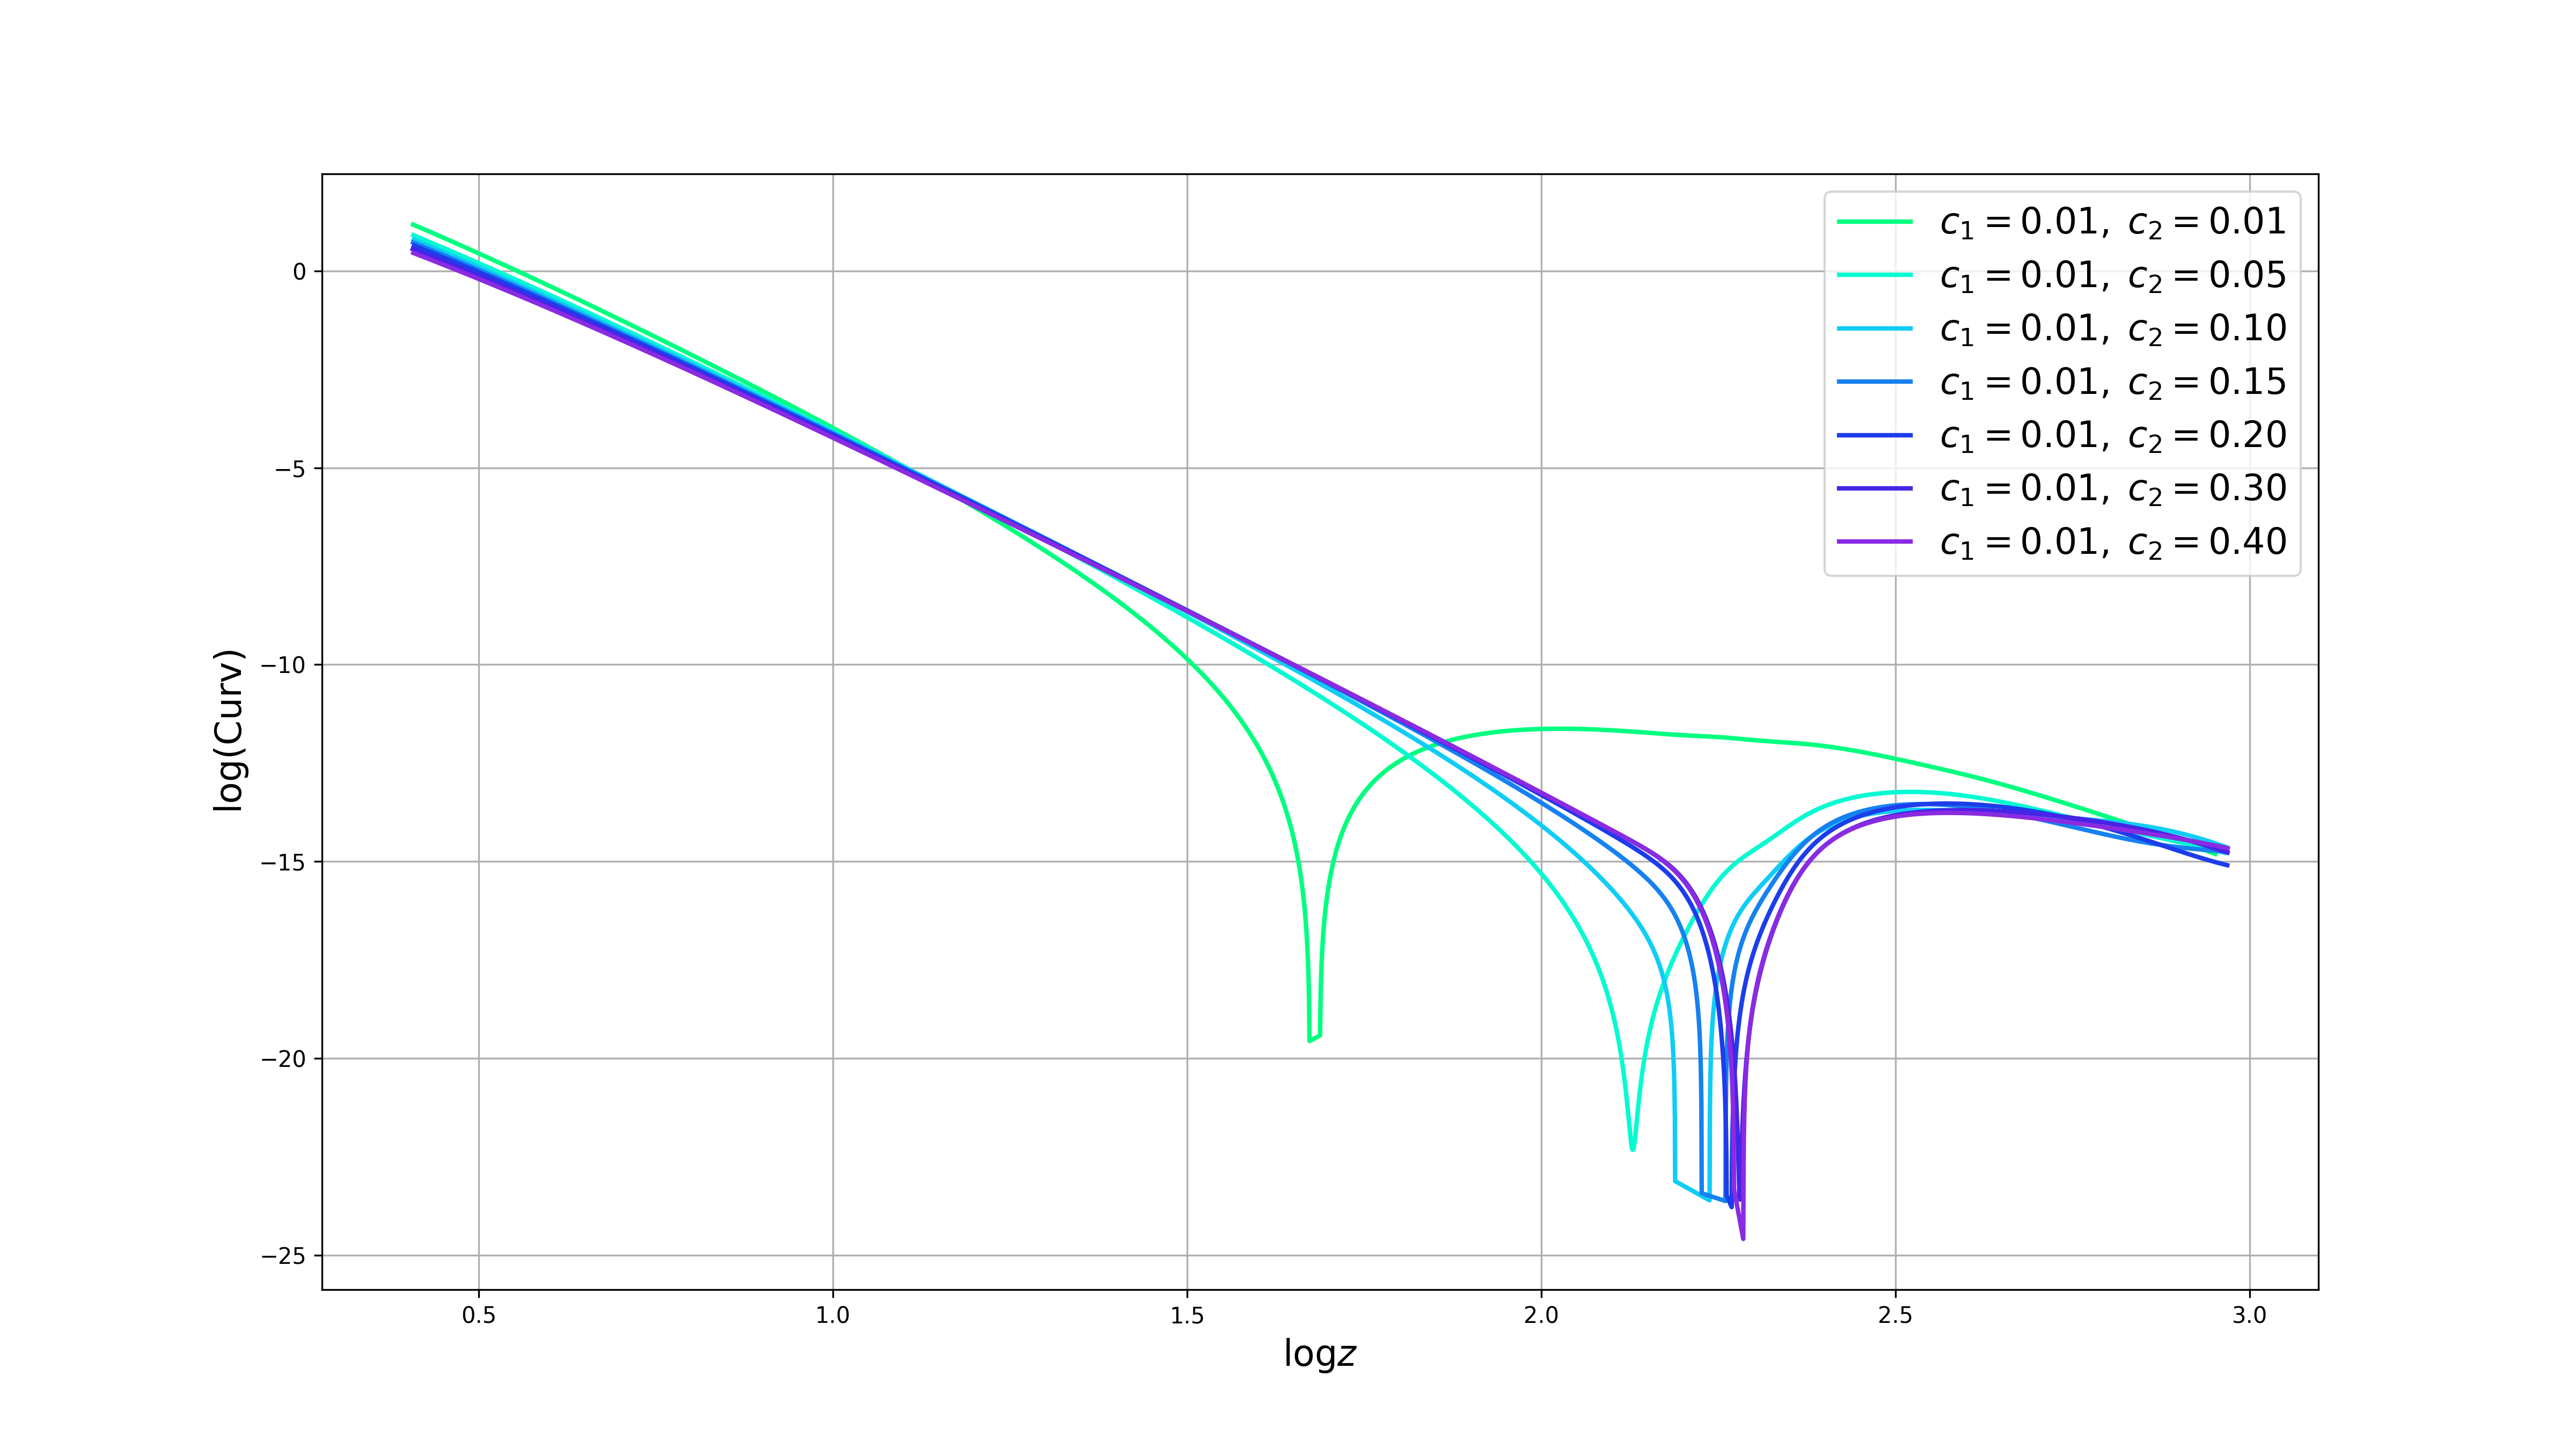 c₁ = 0.01, c₂ = 0.01
c₁ = 0.01, c₂ = 0.05
c₁ = 0.01, c₂ = 0.10
c₁ = 0.01, c₂ = 0.15
c₁ = 0.01, c₂ = 0.20
c₁ = 0.01, c₂ = 0.30
c₁ = 0.01, c₂ = 0.40
log(Curv)
0
−5
−10
−15
−20
−25
0.5 1.0 1.5 2.0 2.5 3.0
logz